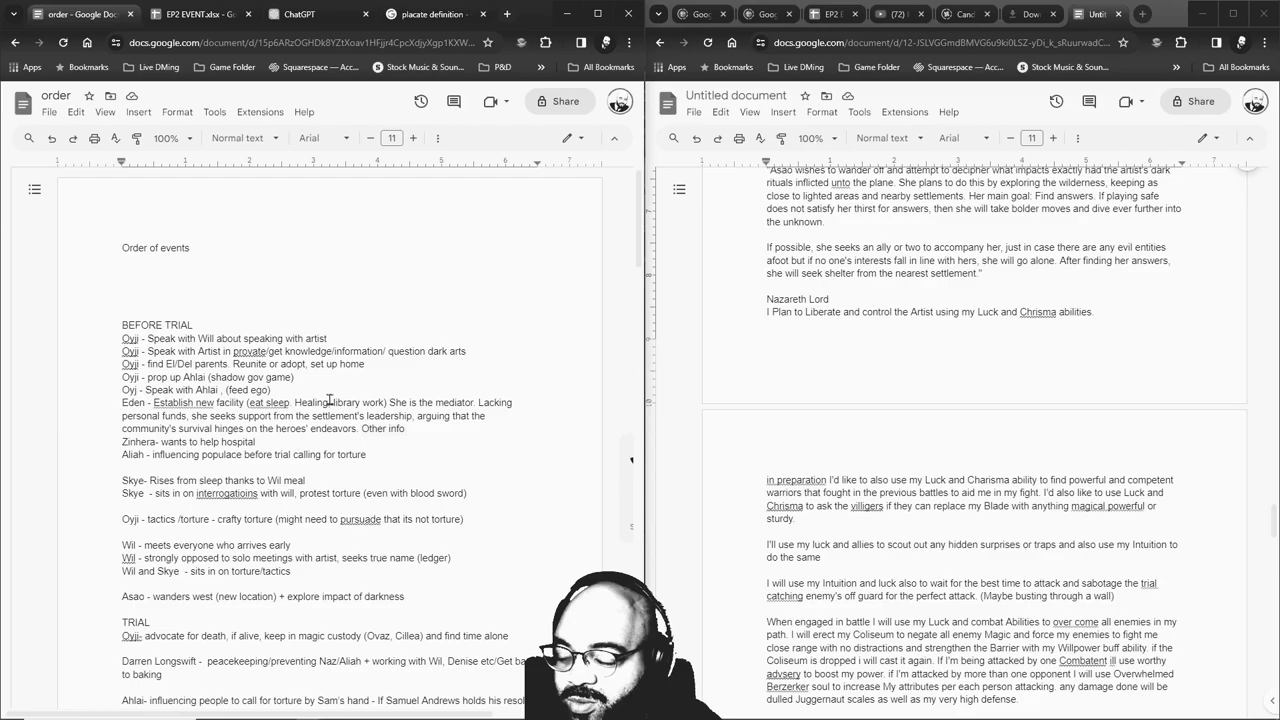 order - Google Doc
EP2 EVENT.xlsx - G
ChatGPT
placate definition -
Goog
Goog
EP2 E
(72)
Cand
Dow
Untit
docs.google.com/document/d/15p6ARzOGHDk8YZtXoav1HFjjr4CpcXdjyXgp1KXW...
docs.google.com/document/d/12-JSLVGGmdBMVG6u9ki0LSZ-yDi_k_sRuurwadC...
Apps
Bookmarks
Live DMing
Game Folder
Squarespace — Acc...
Stock Music & Soun...
P&D
»
All Bookmarks
Apps
Bookmarks
Live DMing
Game Folder
Squarespace — Acc...
Stock Music & Soun...
»
All Bookmarks
order
File Edit View Insert Format Tools Extensions Help
Share
100% Normal text Arial 11
Order of events
BEFORE TRIAL
Oyji - Speak with Will about speaking with artist
Oyji - Speak with Artist in provate/get knowledge/information/ question dark arts
Oyji - find El/Del parents. Reunite or adopt, set up home
Oyji - prop up Ahlai (shadow gov game)
Oyj - Speak with Ahlai , (feed ego)
Eden - Establish new facility (eat sleep. Healing library work) She is the mediator. Lacking
personal funds, she seeks support from the settlement's leadership, arguing that the
community's survival hinges on the heroes' endeavors. Other info
Zinhera- wants to help hospital
Aliah - influencing populace before trial calling for torture
Skye- Rises from sleep thanks to Wil meal
Skye - sits in on interrogatioins with will, protest torture (even with blood sword)
Oyji - tactics /torture - crafty torture (might need to pursuade that its not torture)
Wil - meets everyone who arrives early
Wil - strongly opposed to solo meetings with artist, seeks true name (ledger)
Wil and Skye - sits in on torture/tactics
Asao - wanders west (new location) + explore impact of darkness
TRIAL
Oyji- advocate for death, if alive, keep in magic custody (Ovaz, Cillea) and find time alone
Darren Longswift - peacekeeping/preventing Naz/Aliah + working with Wil, Denise etc/Get ba
to baking
Ahlai- influencing people to call for torture by Sam's hand - If Samuel Andrews holds his resol
Untitled document
File Edit View Insert Format Tools Extensions Help
Share
100% Normal text Arial 11
"Asao wishes to wander off and attempt to decipher what impacts exactly had the artist's dark
rituals inflicted unto the plane. She plans to do this by exploring the wilderness, keeping as
close to lighted areas and nearby settlements. Her main goal: Find answers. If playing safe
does not satisfy her thirst for answers, then she will take bolder moves and dive ever further into
the unknown.
If possible, she seeks an ally or two to accompany her, just in case there are any evil entities
afoot but if no one's interests fall in line with hers, she will go alone. After finding her answers,
she will seek shelter from the nearest settlement."
Nazareth Lord
I Plan to Liberate and control the Artist using my Luck and Chrisma abilities.
in preparation I'd like to also use my Luck and Charisma ability to find powerful and competent
warriors that fought in the previous battles to aid me in my fight. I'd also like to use Luck and
Chrisma to ask the villigers if they can replace my Blade with anything magical powerful or
sturdy.
I'll use my luck and allies to scout out any hidden surprises or traps and also use my Intuition to
do the same
I will use my Intuition and luck also to wait for the best time to attack and sabotage the trial
catching enemy's off guard for the perfect attack. (Maybe busting through a wall)
When engaged in battle I will use my Luck and combat Abilities to over come all enemies in my
path. I will erect my Coliseum to negate all enemy Magic and force my enemies to fight me
close range with no distractions and strengthen the Barrier with my Willpower buff ability. if the
Coliseum is dropped i will cast it again. If I'm being attacked by one Combatent ill use worthy
advsery to boost my power. if I'm attacked by more than one opponent I will use Overwhelmed
Berzerker soul to increase My attributes per each person attacking. any damage done will be
dulled Juggernaut scales as well as my very high defense.